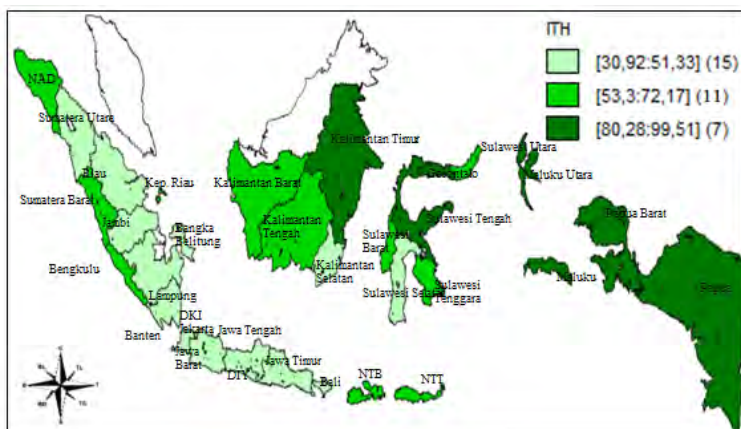 ITH
[30,92:51,33) (15)
[53,3:72,17] (11)
[80,28:99,51] (7)
NAD
Sumatera Utara
Kalimantan Timur
Sulawesi Utara
Riau
Kep. Riau
Kalimantan Barat
Gorontalo
Maluku Utara
Sumatera Barat
Jambi
Bangka
Belitung
Kalimantan
Tengah
Sulawesi Tengah
Papua Barat
Sulawesi
Barat
Bengkulu
Kalimantan
Selatan
Maluku
Papua
Lampung
Sulawesi Selatan
Sulawesi
Tenggara
DKI
Jakarta
Banten
Jawa Tengah
Jawa
Barat
Jawa Timur
DIY
Bali
NTB
NTT